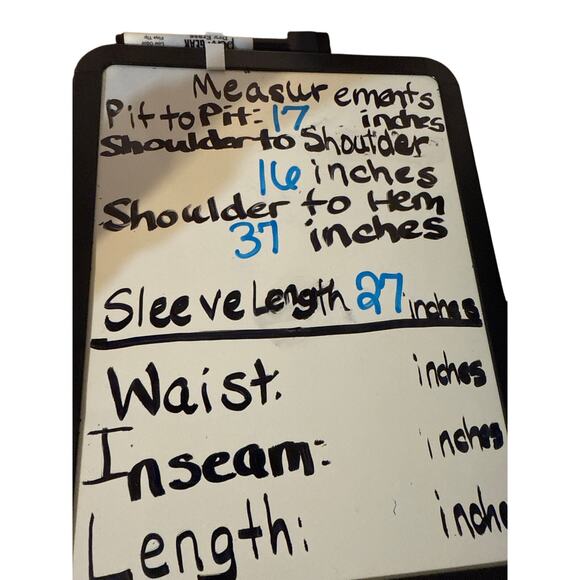 Measurements
Pit to Pit: 17 inches
Shoulder to Shoulder
16 inches
Shoulder to Hem
37 inches
Sleeve Length 27 inches
Waist: inches
Inseam: inches
Length: inche